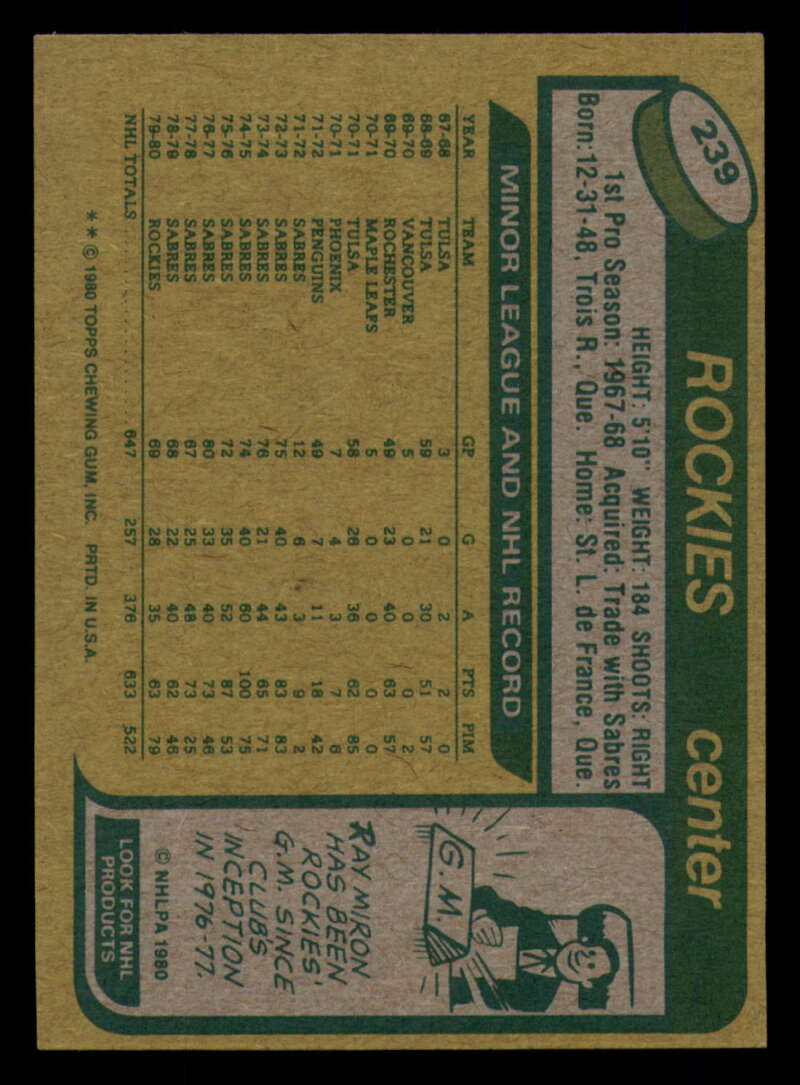 239
ROCKIES center
HEIGHT: 5'10" WEIGHT: 184 SHOOTS: RIGHT
1st Pro Season: 1967-68 Acquired: Trade with Sabres
Born: 12-31-48, Trois R., Que. Home: St. L. de France, Que.
MINOR LEAGUE AND NHL RECORD
YEAR TEAM GP G A PTS PIM
67-68 TULSA 3 0 2 2 0
68-69 TULSA 59 21 30 51 57
69-70 VANCOUVER 5 0 0 0 2
69-70 ROCHESTER 49 23 40 63 57
70-71 MAPLE LEAFS 5 0 0 0 0
70-71 TULSA 58 26 36 62 85
70-71 PHOENIX 7 4 3 7 6
71-72 PENGUINS 49 7 11 18 42
71-72 SABRES 12 6 3 9 2
72-73 SABRES 75 40 43 83 83
73-74 SABRES 76 21 44 65 71
74-75 SABRES 74 40 60 100 75
75-76 SABRES 72 35 52 87 53
76-77 SABRES 80 33 40 73 46
77-78 SABRES 67 25 48 73 25
78-79 SABRES 68 22 40 62 46
79-80 ROCKIES 69 28 35 63 79
NHL TOTALS ........ 647 257 376 633 522
* * © 1980 TOPPS CHEWING GUM, INC. PRTD. IN U.S.A.
G.M.
RAY MIRON
HAS BEEN
ROCKIES'
G.M. SINCE
CLUB'S
INCEPTION
IN 1976-77.
© NHLPA 1980
LOOK FOR NHL
PRODUCTS